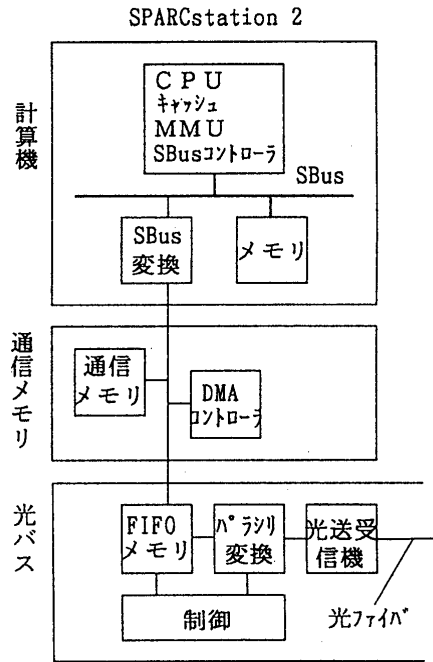 SPARCstation 2
計算機
CPU
ｷｬｯｼｭ
MMU
SBusｺﾝﾄﾛｰﾗ
SBus
SBus
変換
メモリ
通信メモリ
通信
メモリ
DMA
ｺﾝﾄﾛｰﾗ
光バス
FIFO
メモリ
ﾊﾟﾗｼﾘ
変換
光送受
信機
制御
光ﾌｧｲﾊﾞ